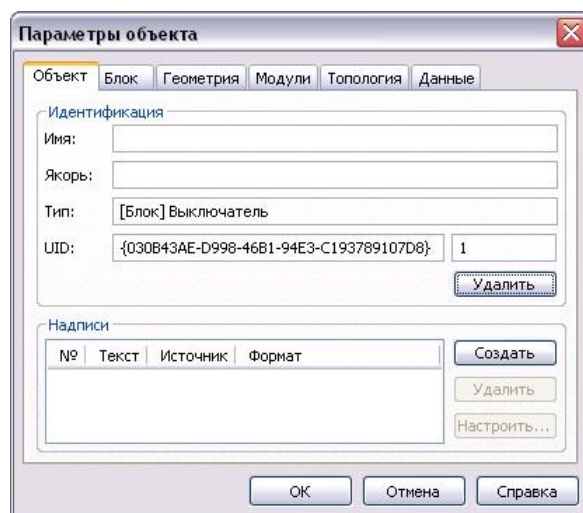 Параметры объекта
Объект Блок Геометрия Модули Топология Данные
Идентификация
Имя:
Якорь:
Тип: [Блок] Выключатель
UID: {030B43AE-D998-46B1-94E3-C193789107D8} 1
Удалить
Надписи
№ Текст Источник Формат
Создать
Удалить
Настроить...
ОК Отмена Справка